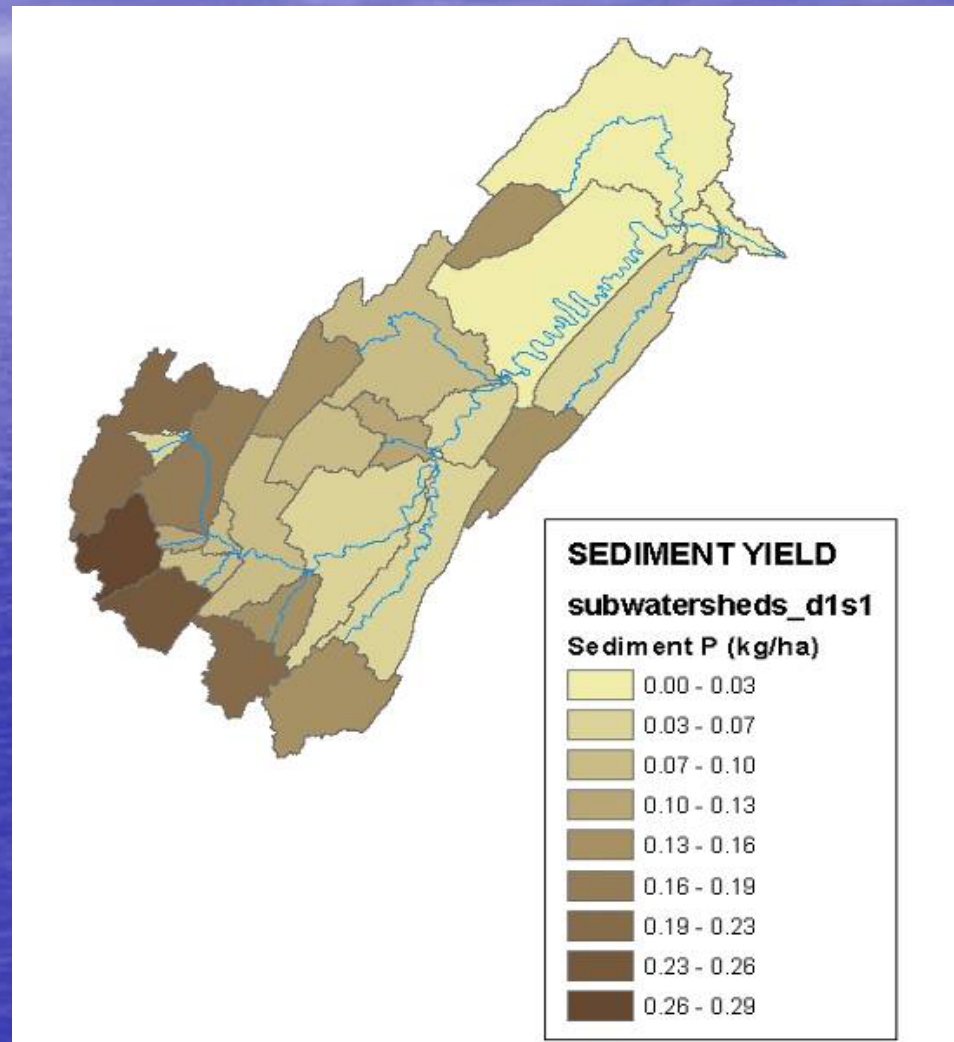 SEDIMENT YIELD
subwatersheds_d1s1
Sediment P (kg/ha)
0.00 - 0.03
0.03 - 0.07
0.07 - 0.10
0.10 - 0.13
0.13 - 0.16
0.16 - 0.19
0.19 - 0.23
0.23 - 0.26
0.26 - 0.29